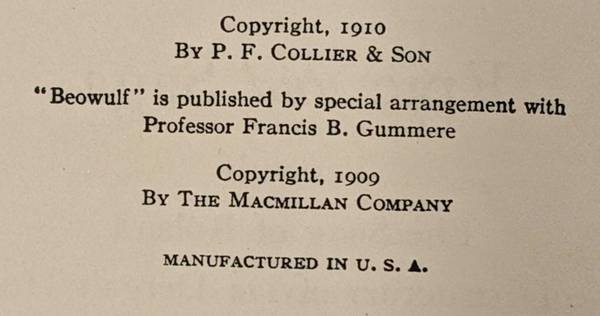 Copyright, 1910
By P. F. Collier & Son
"Beowulf" is published by special arrangement with
Professor Francis B. Gummere
Copyright, 1909
By The Macmillan Company
MANUFACTURED IN U. S. A.